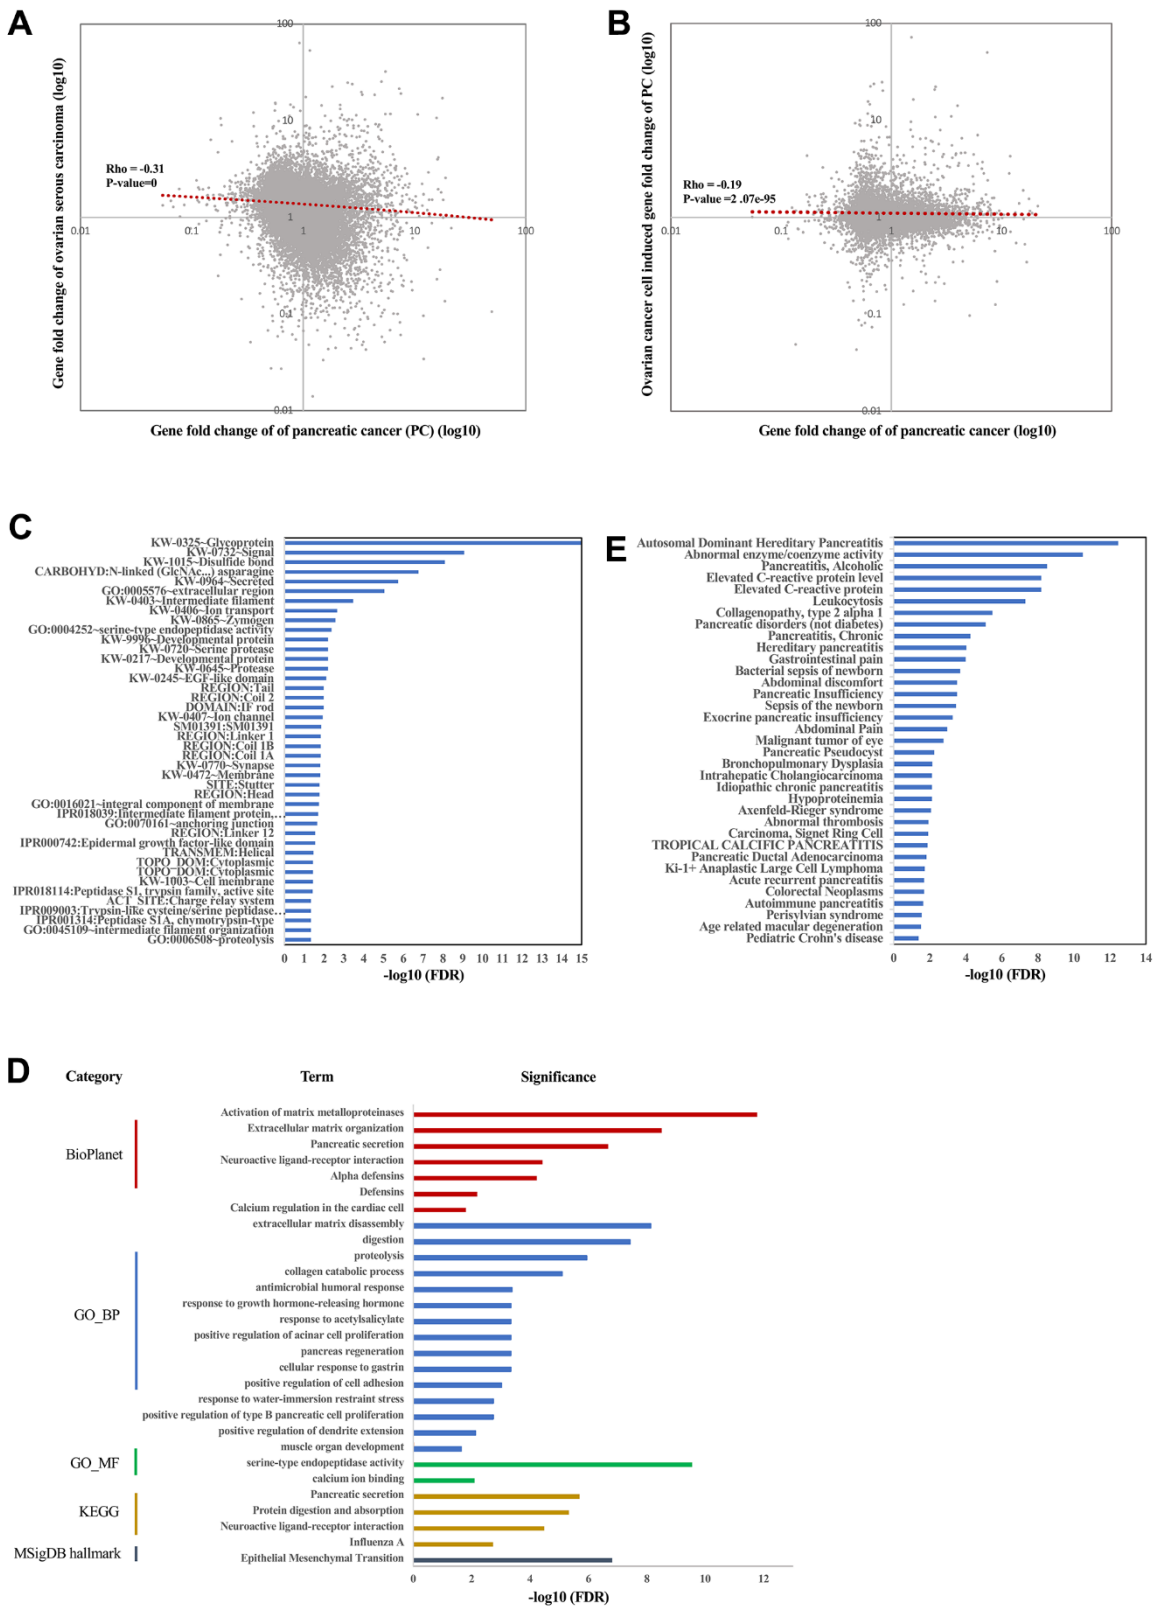 A
100
Gene fold change of ovarian serous carcinoma (log10)
10
Rho = -0.31
P-value=0
1
0.01
0.1
1
10
100
0.1
0.01
Gene fold change of of pancreatic cancer (PC) (log10)
B
100
Ovarian cancer cell induced gene fold change of PC (log10)
10
Rho = -0.19
P-value =2 .07e-95
1
0.01
0.1
1
10
100
0.1
0.01
Gene fold change of of pancreatic cancer (log10)
C
KW-0325~Glycoprotein
KW-0732~Signal
KW-1015~Disulfide bond
CARBOHYD:N-linked (GlcNAc...) asparagine
KW-0964~Secreted
GO:0005576~extracellular region
KW-0403~Intermediate filament
KW-0406~Ion transport
KW-0865~Zymogen
GO:0004252~serine-type endopeptidase activity
KW-9996~Developmental protein
KW-0720~Serine protease
KW-0217~Developmental protein
KW-0645~Protease
KW-0245~EGF-like domain
REGION:Tail
REGION:Coil 2
DOMAIN:IF rod
KW-0407~Ion channel
SM01391:SM01391
REGION:Linker 1
REGION:Coil 1B
REGION:Coil 1A
KW-0770~Synapse
KW-0472~Membrane
SITE:Stutter
REGION:Head
GO:0016021~integral component of membrane
IPR018039:Intermediate filament protein,...
GO:0070161~anchoring junction
REGION:Linker 12
IPR000742:Epidermal growth factor-like domain
TRANSMEM:Helical
TOPO_DOM:Cytoplasmic
TOPO_DOM:Cytoplasmic
KW-1003~Cell membrane
IPR018114:Peptidase S1, trypsin family, active site
ACT_SITE:Charge relay system
IPR009003:Trypsin-like cysteine/serine peptidase...
IPR001314:Peptidase S1A, chymotrypsin-type
GO:0045109~intermediate filament organization
GO:0006508~proteolysis
0 1 2 3 4 5 6 7 8 9 10 11 12 13 14 15
-log10 (FDR)
E
Autosomal Dominant Hereditary Pancreatitis
Abnormal enzyme/coenzyme activity
Pancreatitis, Alcoholic
Elevated C-reactive protein level
Elevated C-reactive protein
Leukocytosis
Collagenopathy, type 2 alpha 1
Pancreatic disorders (not diabetes)
Pancreatitis, Chronic
Hereditary pancreatitis
Gastrointestinal pain
Bacterial sepsis of newborn
Abdominal discomfort
Pancreatic Insufficiency
Sepsis of the newborn
Exocrine pancreatic insufficiency
Abdominal Pain
Malignant tumor of eye
Pancreatic Pseudocyst
Bronchopulmonary Dysplasia
Intrahepatic Cholangiocarcinoma
Idiopathic chronic pancreatitis
Hypoproteinemia
Axenfeld-Rieger syndrome
Abnormal thrombosis
Carcinoma, Signet Ring Cell
TROPICAL CALCIFIC PANCREATITIS
Pancreatic Ductal Adenocarcinoma
Ki-1+ Anaplastic Large Cell Lymphoma
Acute recurrent pancreatitis
Colorectal Neoplasms
Autoimmune pancreatitis
Perisylvian syndrome
Age related macular degeneration
Pediatric Crohn's disease
0 2 4 6 8 10 12 14
-log10 (FDR)
D
Category Term Significance
Activation of matrix metalloproteinases
Extracellular matrix organization
Pancreatic secretion
BioPlanet
Neuroactive ligand-receptor interaction
Alpha defensins
Defensins
Calcium regulation in the cardiac cell
extracellular matrix disassembly
digestion
proteolysis
collagen catabolic process
antimicrobial humoral response
response to growth hormone-releasing hormone
GO_BP
response to acetylsalicylate
positive regulation of acinar cell proliferation
pancreas regeneration
cellular response to gastrin
positive regulation of cell adhesion
response to water-immersion restraint stress
positive regulation of type B pancreatic cell proliferation
positive regulation of dendrite extension
muscle organ development
GO_MF
serine-type endopeptidase activity
calcium ion binding
Pancreatic secretion
KEGG
Protein digestion and absorption
Neuroactive ligand-receptor interaction
Influenza A
MSigDB hallmark
Epithelial Mesenchymal Transition
0 2 4 6 8 10 12
-log10 (FDR)